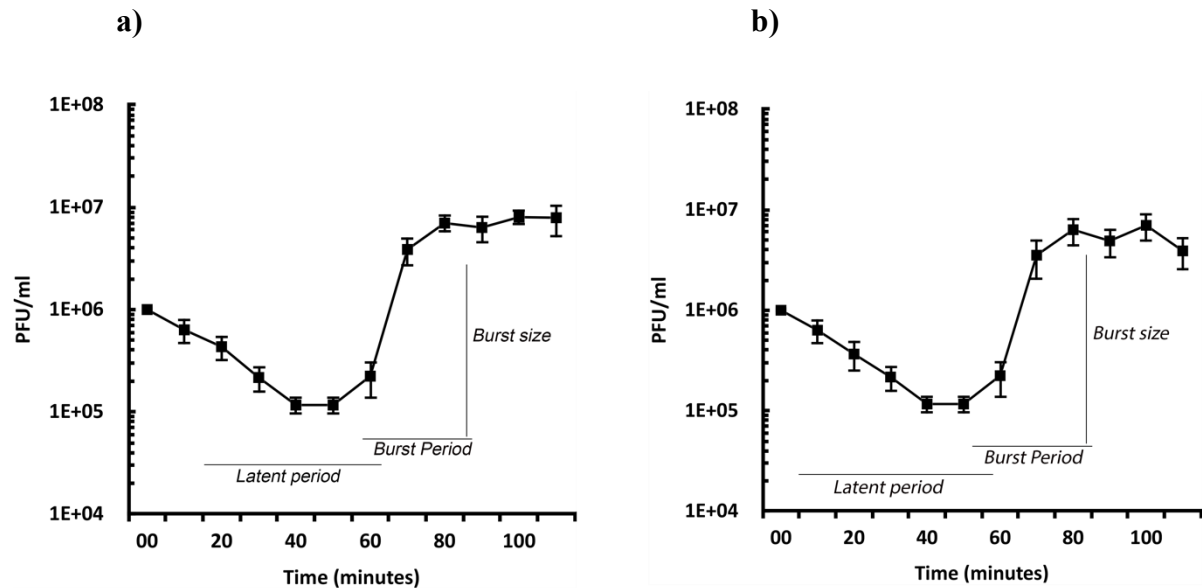 a)
1E+08
1E+07
1E+06
1E+05
1E+04
PFU/ml
Burst size
Burst Period
Latent period
00 20 40 60 80 100
Time (minutes)
b)
1E+08
1E+07
1E+06
1E+05
1E+04
PFU/ml
Burst size
Burst Period
Latent period
00 20 40 60 80 100
Time (minutes)